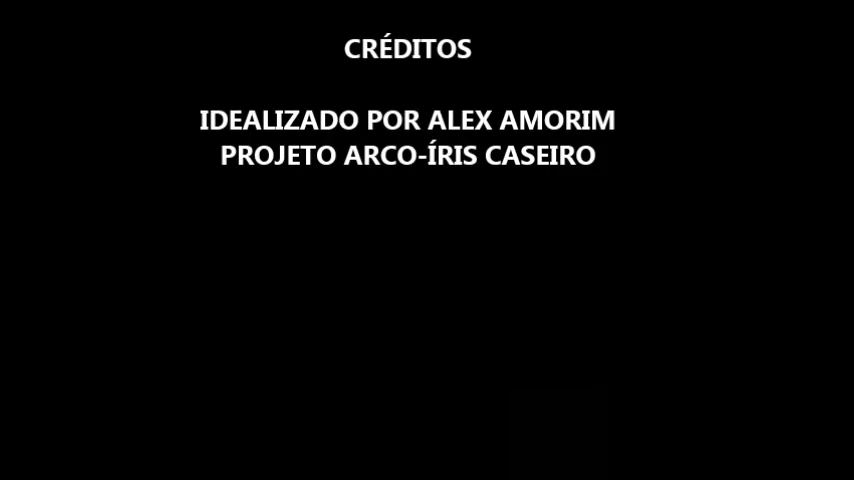 CRÉDITOS
IDEALIZADO POR ALEX AMORIM
PROJETO ARCO-ÍRIS CASEIRO